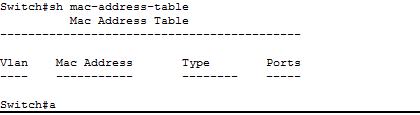 Switch#sh mac-address-table
Mac Address Table
-------------------------------------------
Vlan    Mac Address       Type        Ports
----    -----------       --------    -----
Switch#a